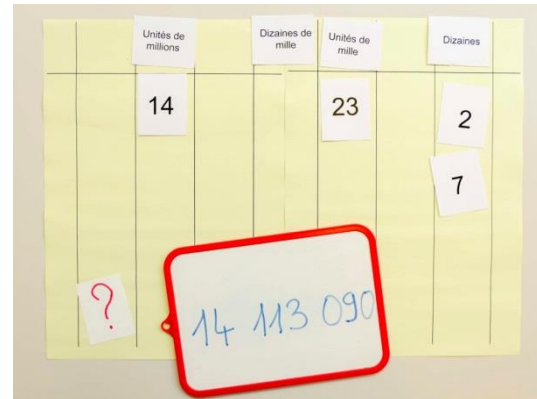 Unités de
millions
Dizaines de
mille
Unités de
mille
Dizaines
14
23
2
7
?
14 113 090